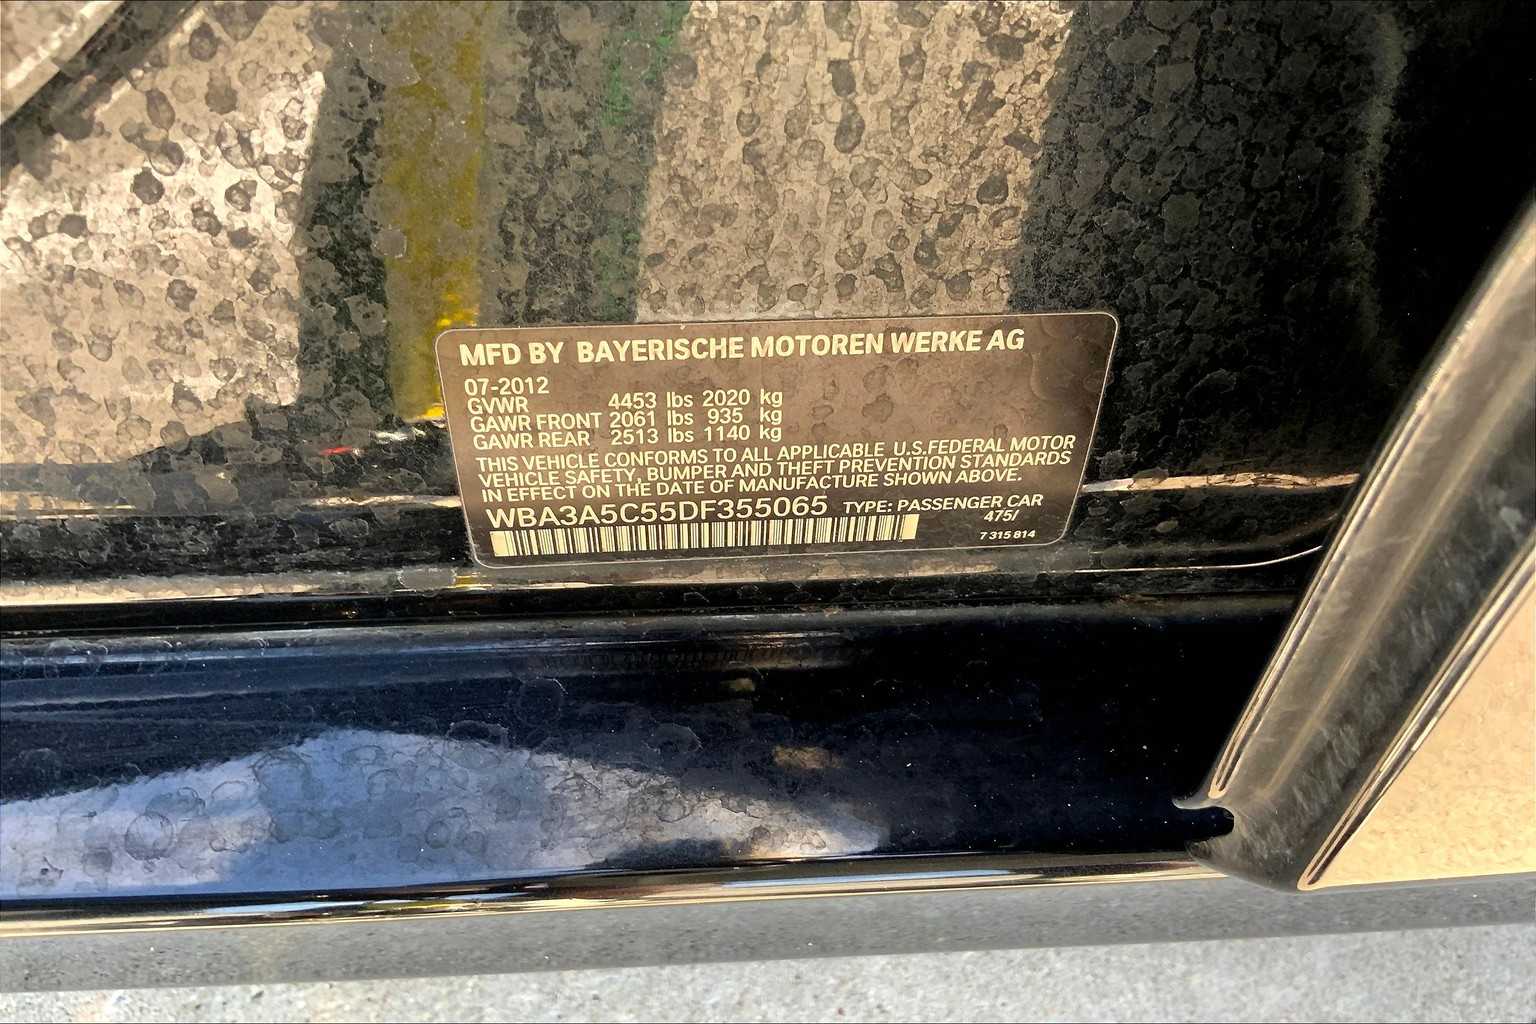 MFD BY BAYERISCHE MOTOREN WERKE AG
07-2012
GVWR 4453 lbs 2020 kg
GAWR FRONT 2061 lbs 935 kg
GAWR REAR 2513 lbs 1140 kg
THIS VEHICLE CONFORMS TO ALL APPLICABLE U.S.FEDERAL MOTOR
VEHICLE SAFETY, BUMPER AND THEFT PREVENTION STANDARDS
IN EFFECT ON THE DATE OF MANUFACTURE SHOWN ABOVE.
WBA3A5C55DF355065 TYPE: PASSENGER CAR
475/
7 315 814